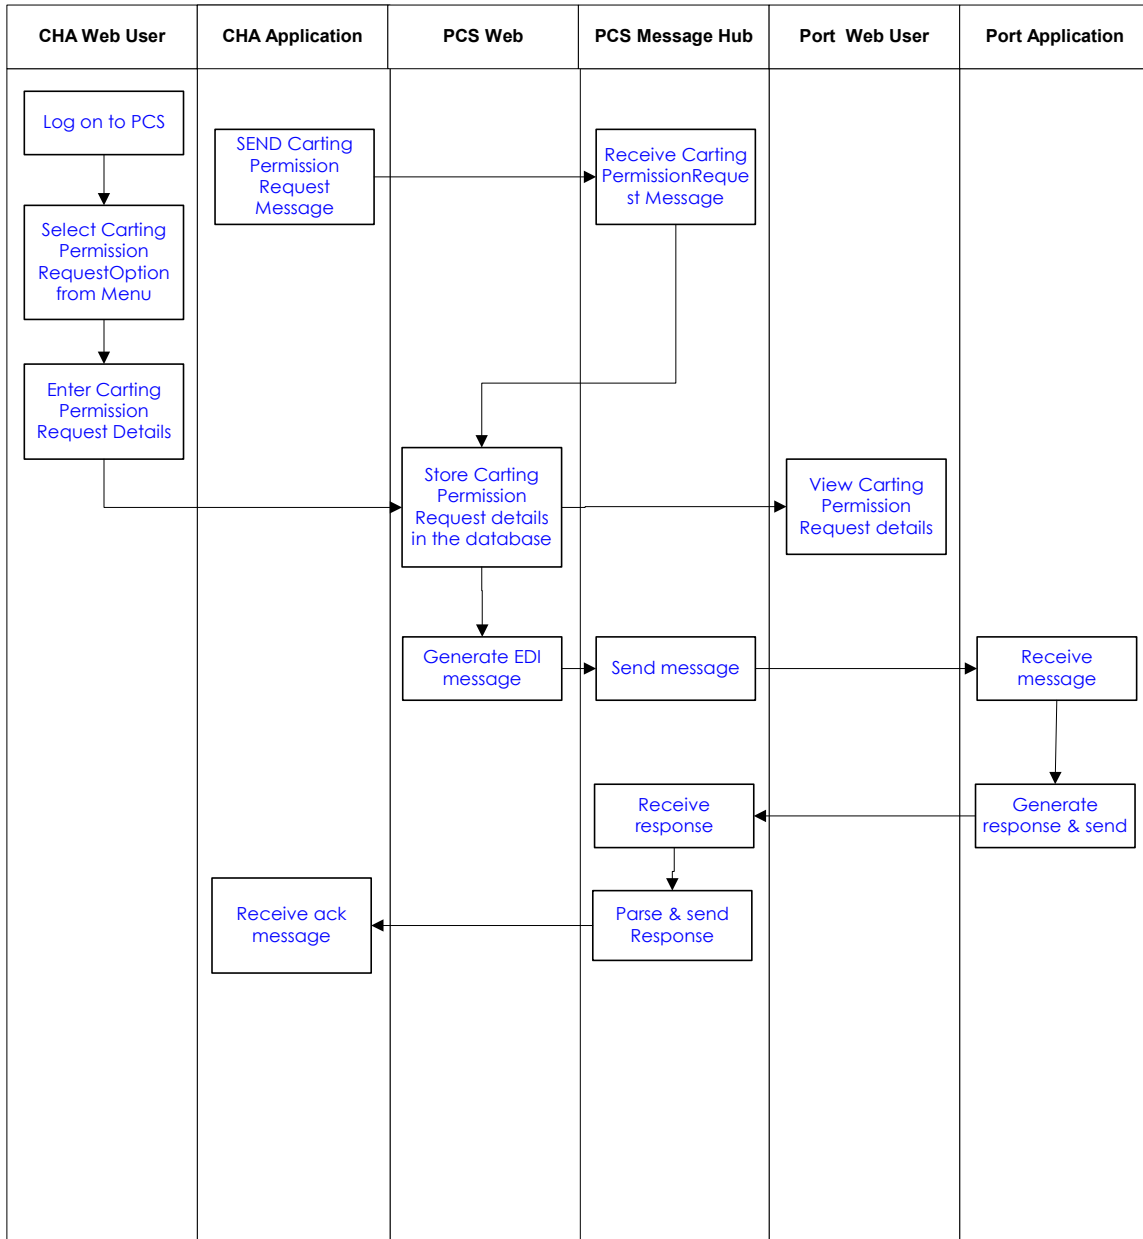 CHA Web User
CHA Application
PCS Web
PCS Message Hub
Port  Web User
Port Application
Log on to PCS
SEND Carting
Permission
Request
Message
Receive Carting
PermissionReque
st Message
Select Carting
Permission
RequestOption
from Menu
Enter Carting
Permission
Request Details
Store Carting
Permission
Request details
in the database
View Carting
Permission
Request details
Generate EDI
message
Send message
Receive
message
Receive
response
Generate
response & send
Receive ack
message
Parse & send
Response